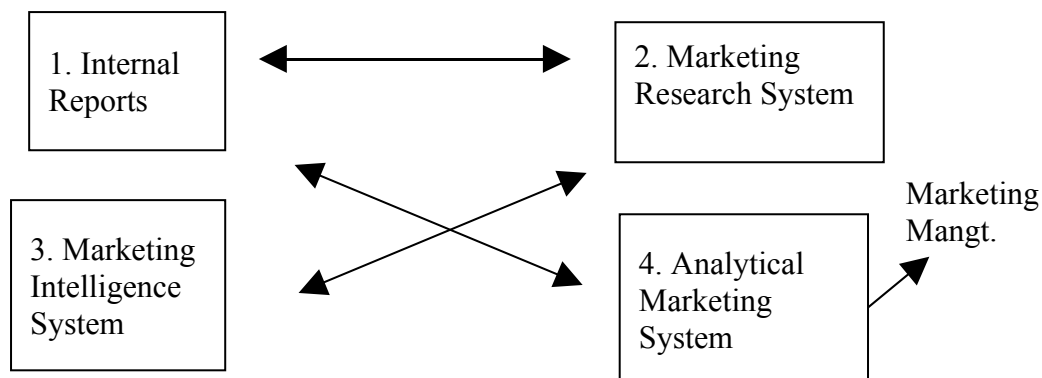 1. Internal
Reports
2. Marketing
Research System
3. Marketing
Intelligence
System
4. Analytical
Marketing
System
Marketing
Mangt.